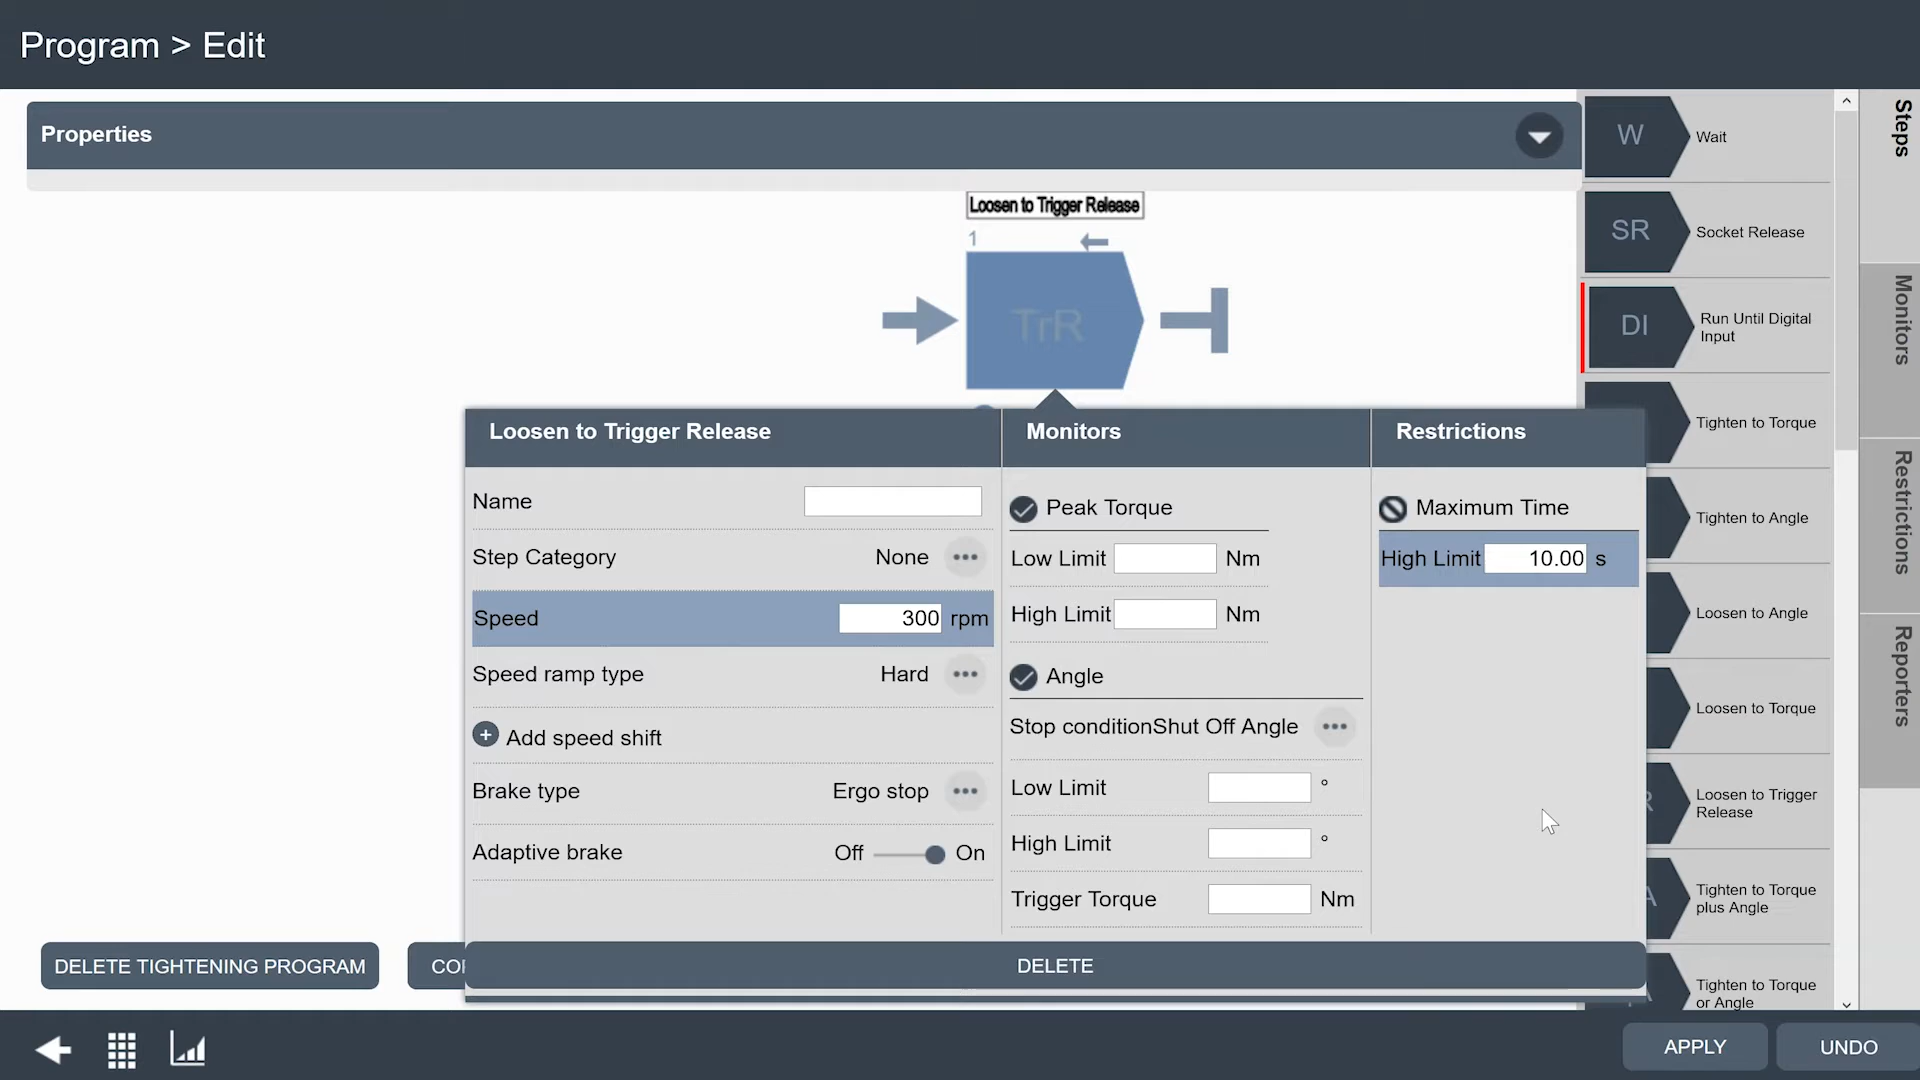 Program > Edit
Properties
Loosen to Trigger Release
1
TrR
Loosen to Trigger Release
Name
Step Category None
Speed 300 rpm
Speed ramp type Hard
Add speed shift
Brake type Ergo stop
Adaptive brake Off On
Monitors
Peak Torque
Low Limit Nm
High Limit Nm
Angle
Stop conditionShut Off Angle
Low Limit °
High Limit °
Trigger Torque Nm
Restrictions
Maximum Time
High Limit 10.00 s
DELETE
DELETE TIGHTENING PROGRAM
W Wait
SR Socket Release
DI Run Until Digital
Input
Tighten to Torque
Tighten to Angle
Loosen to Angle
Loosen to Torque
R Loosen to Trigger
Release
A Tighten to Torque
plus Angle
Tighten to Torque
or Angle
Steps
Monitors
Restrictions
Reporters
APPLY
UNDO